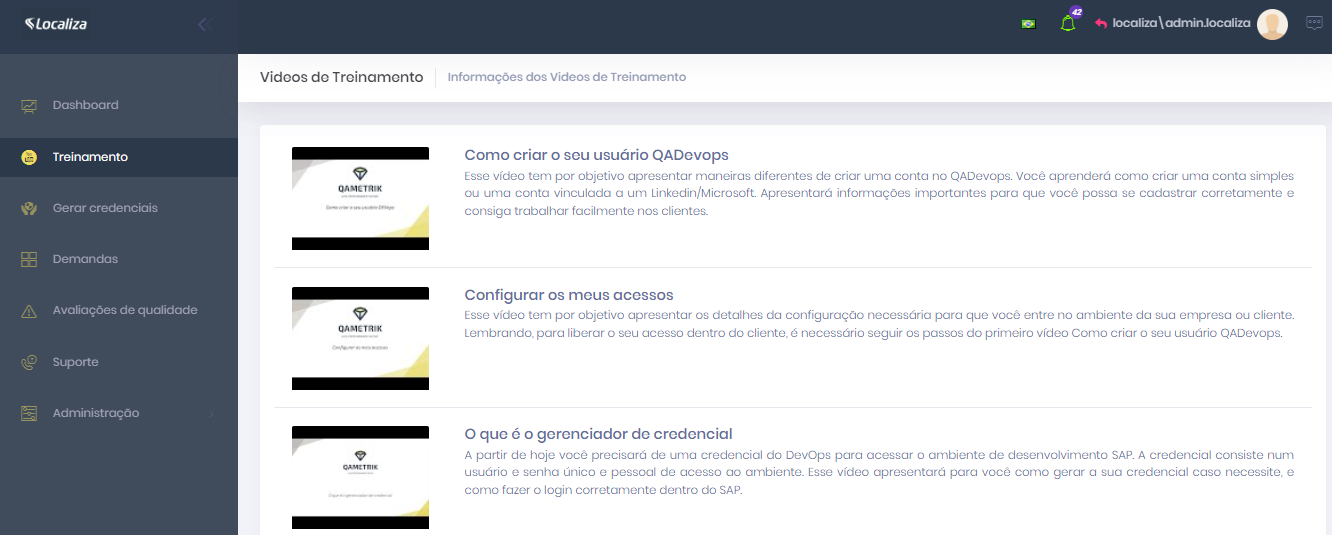 Localiza
42
localiza\admin.localiza
Videos de Treinamento
Informações dos Videos de Treinamento
Dashboard
Treinamento
Gerar credenciais
Demandas
Avaliações de qualidade
Suporte
Administração
QAMETRIK
Como criar o seu usuário DEVops
Como criar o seu usuário QADevops
Esse vídeo tem por objetivo apresentar maneiras diferentes de criar uma conta no QADevops. Você aprenderá como criar uma conta simples
ou uma conta vinculada a um Linkedin/Microsoft. Apresentará informações importantes para que você possa se cadastrar corretamente e
consiga trabalhar facilmente nos clientes.
QAMETRIK
Configurar os meus acessos
Configurar os meus acessos
Esse vídeo tem por objetivo apresentar os detalhes da configuração necessária para que você entre no ambiente da sua empresa ou cliente.
Lembrando, para liberar o seu acesso dentro do cliente, é necessário seguir os passos do primeiro vídeo Como criar o seu usuário QADevops.
QAMETRIK
O que é o gerenciador de credencial
O que é o gerenciador de credencial
A partir de hoje você precisará de uma credencial do DevOps para acessar o ambiente de desenvolvimento SAP. A credencial consiste num
usuário e senha único e pessoal de acesso ao ambiente. Esse vídeo apresentará para você como gerar a sua credencial caso necessite, e
como fazer o login corretamente dentro do SAP.